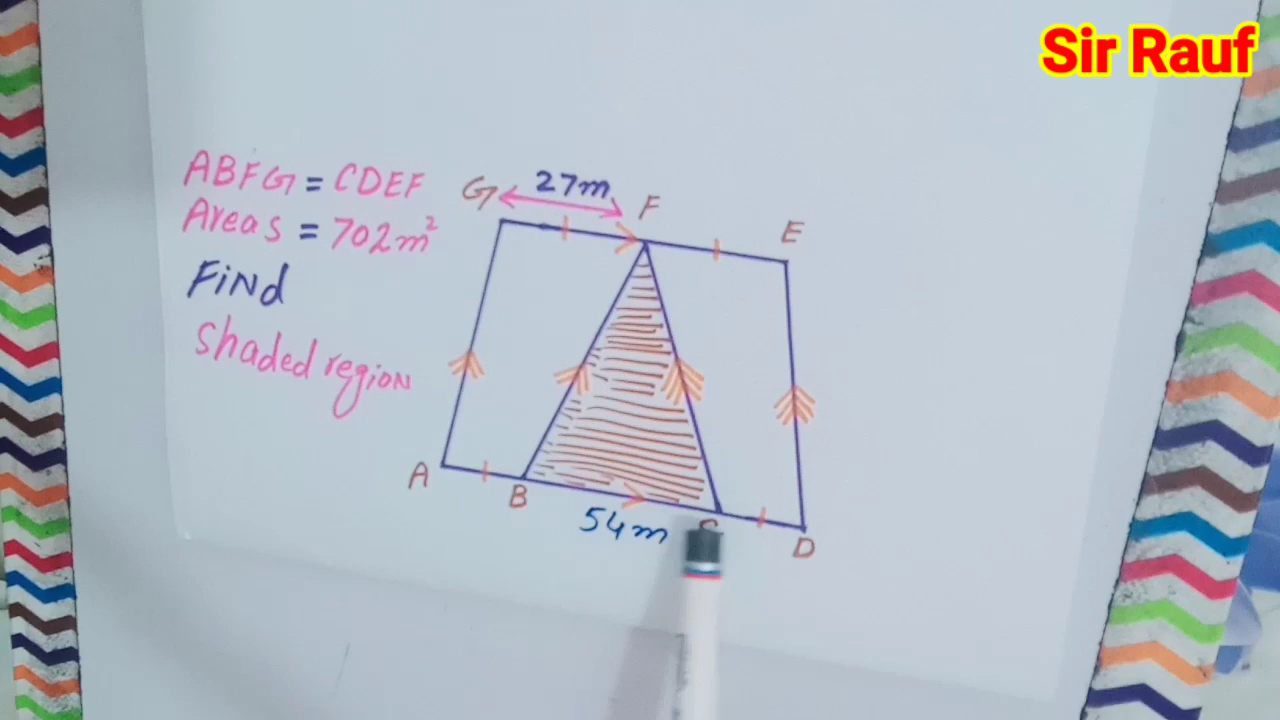 Sir Rauf
ABFG = CDEF
Areas = 702m²
FiNd
Shaded region
27m
G
F
E
A
B
54m
D